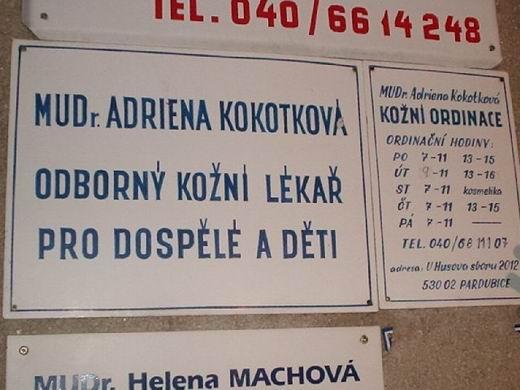 TEL. 040/66 14 248
MUDr. ADRIENA KOKOTKOVÁ
ODBORNÝ KOŽNÍ LÉKAŘ
PRO DOSPĚLÉ A DĚTI
MUDr. Adriena Kokotková
KOŽNÍ ORDINACE
ORDINAČNÍ HODINY:
PO 7-11 13-15
ÚT 9-11 13-16
ST 7-11 kosmetika
ČT 7-11 13-15
PÁ 7-11 ——
TEL. 040/68 111 07
adresa: U Husova sboru 2012
530 02 PARDUBICE
MUDr. Helena MACHOVÁ